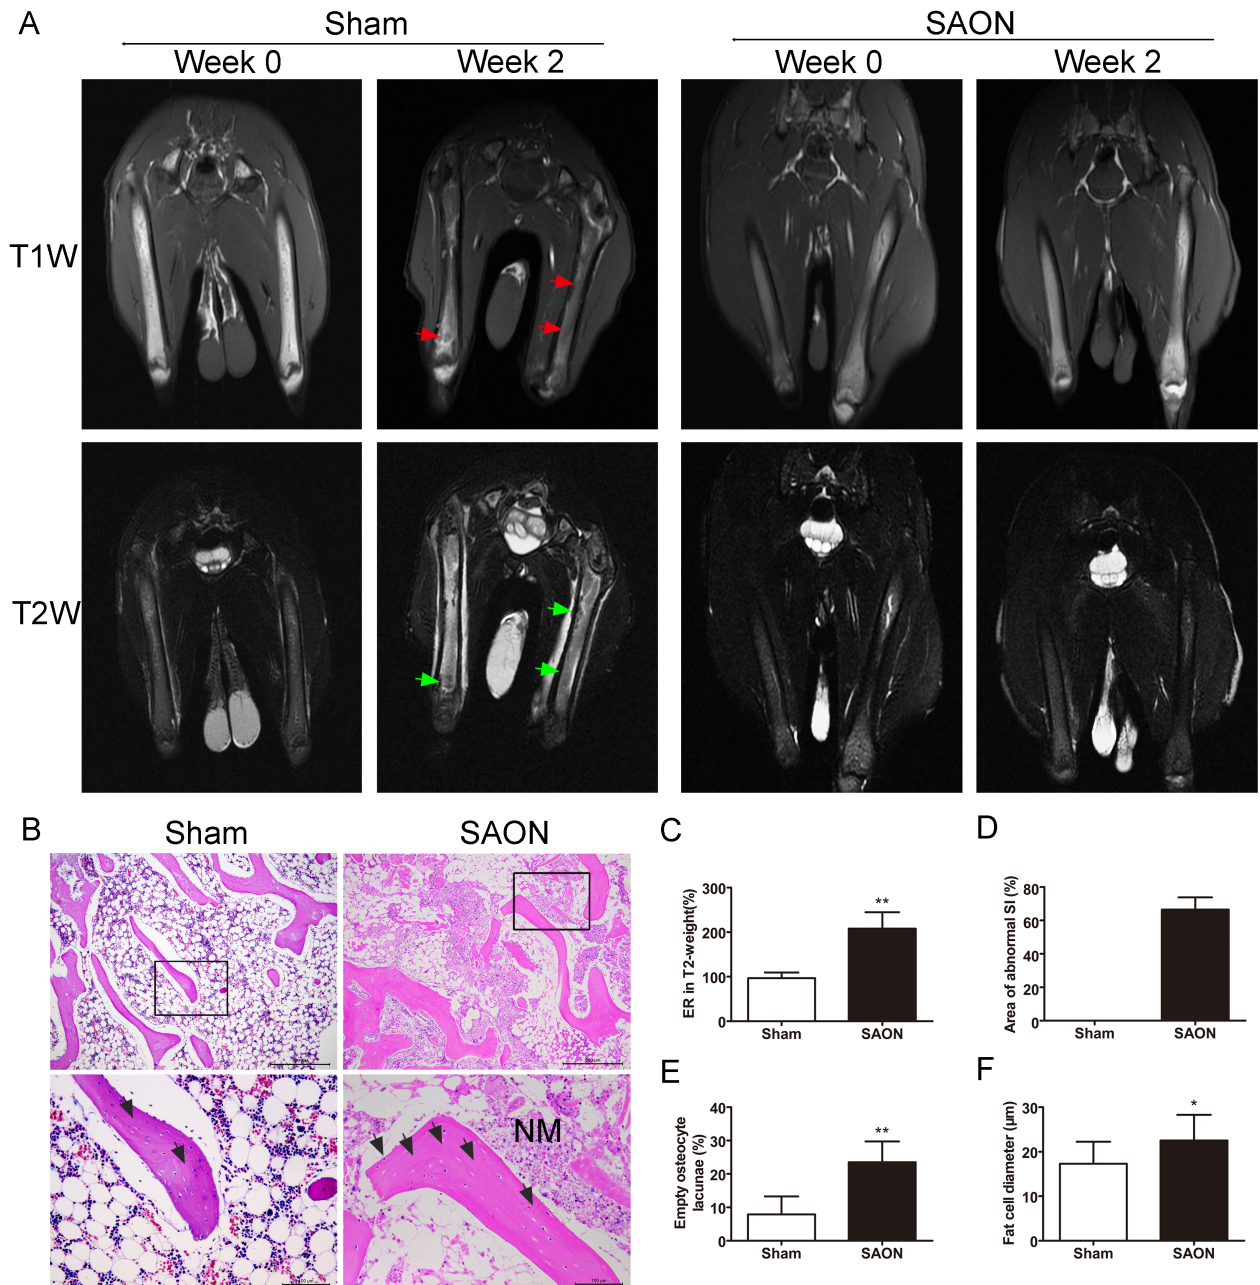 A
Sham
SAON
Week 0
Week 2
Week 0
Week 2
T1W
T2W
B
Sham
SAON
NM
100 µm
C
ER in T2-weight(%)
300
200
100
0
**
Sham
SAON
D
Area of abnormal SI (%)
80
60
40
20
0
Sham
SAON
E
Empty osteocyte
lacunae (%)
40
30
20
10
0
**
Sham
SAON
F
Fat cell diameter (µm)
30
20
10
0
*
Sham
SAON